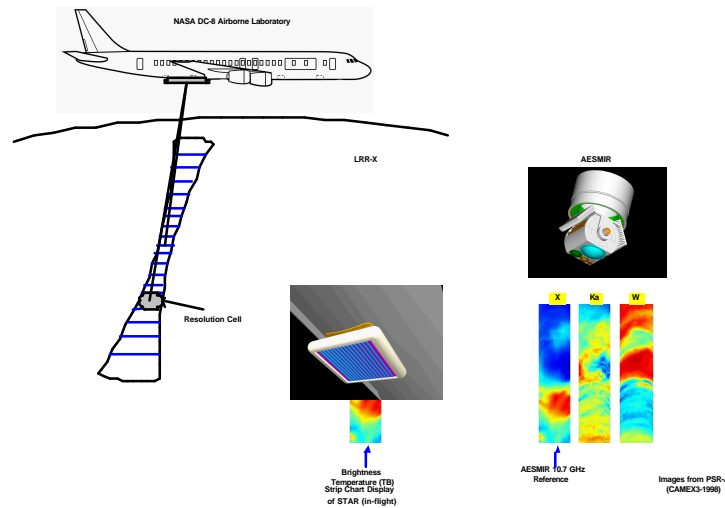 NASA DC-8 Airborne Laboratory
LRR-X
AESMIR
Resolution Cell
X
Ka
W
Brightness
Temperature (TB)
Strip Chart Display
of STAR (in-flight)
AESMIR 10.7 GHz
Reference
Images from PSR-
(CAMEX3-1998)